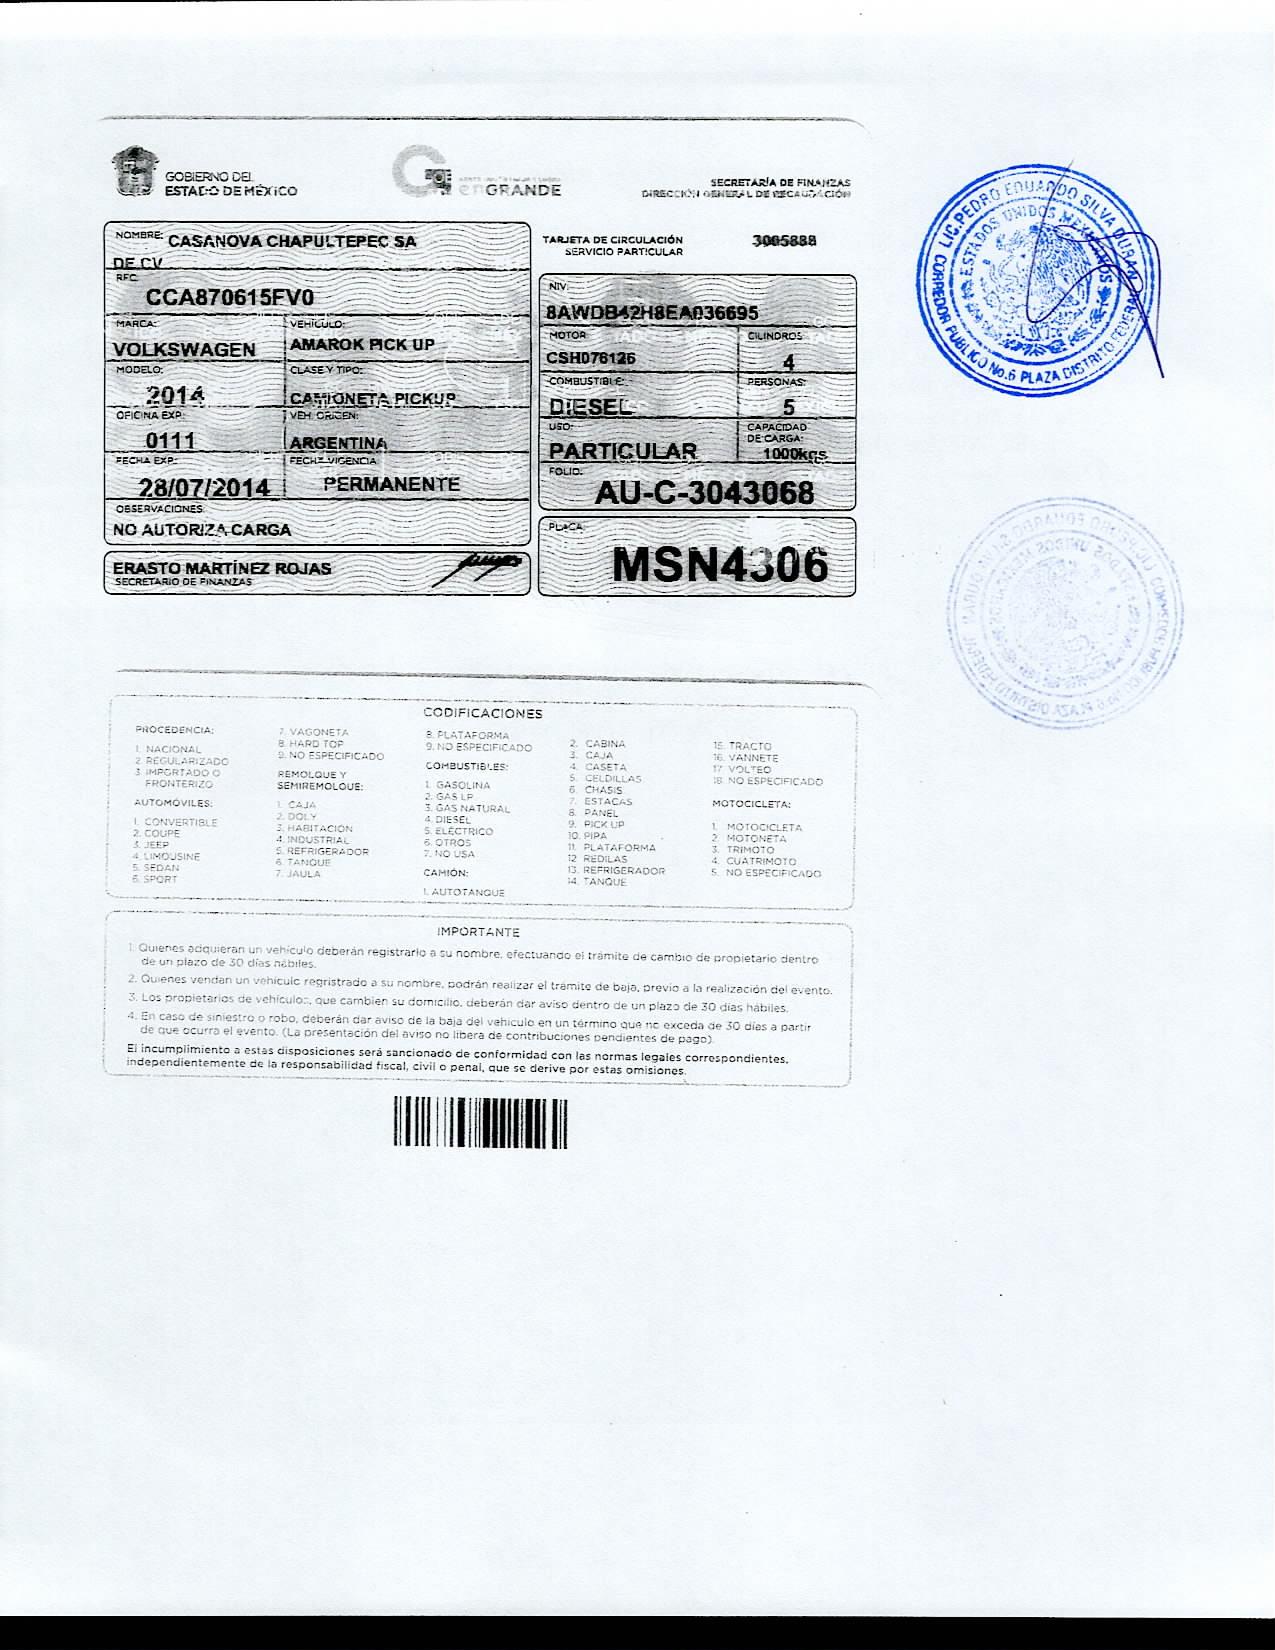 GOBIERNO DEL
ESTADO DE MÉXICO
enGRANDE
SECRETARÍA DE FINANZAS
DIRECCIÓN GENERAL DE RECAUDACIÓN
TARJETA DE CIRCULACIÓN
SERVICIO PARTICULAR
NOMBRE: CASANOVA CHAPULTEPEC SA
DE CV
RFC:
CCA870615FV0
MARCA:
VOLKSWAGEN
VEHICULO:
AMAROK PICK UP
MODELO:
2014
CLASE Y TIPO:
CAMIONETA PICKUP
OFICINA EXP.:
0111
VEH. ORIGEN:
ARGENTINA
FECHA EXP.:
28/07/2014
FECHA VIGENCIA
PERMANENTE
OBSERVACIONES:
NO AUTORIZA CARGA
ERASTO MARTÍNEZ ROJAS
SECRETARIO DE FINANZAS
NIV:
8AWDB42H8EA036695
MOTOR
CSH076126
CILINDROS
4
COMBUSTIBLE:
DIESEL
PERSONAS:
5
USO:
PARTICULAR
CAPACIDAD
DE CARGA:
1000kgs
FOLIO:
AU-C-3043068
PLACA:
MSN4306
LIC. PEDRO EDUARDO SILVA DURAN
CORREDOR PUBLICO No.6 PLAZA DISTRITO FEDERAL
ESTADOS UNIDOS MEXICANOS
CODIFICACIONES
PROCEDENCIA:
1. NACIONAL
2. REGULARIZADO
3. IMPORTADO O
FRONTERIZO
AUTOMÓVILES:
1. CONVERTIBLE
2. COUPE
3. JEEP
4. LIMOUSINE
5. SEDAN
6. SPORT
7. VAGONETA
8. HARD TOP
9. NO ESPECIFICADO
REMOLQUE Y
SEMIREMOLQUE:
1. CAJA
2. DOLY
3. HABITACIÓN
4. INDUSTRIAL
5. REFRIGERADOR
6. TANQUE
7. JAULA
8. PLATAFORMA
9. NO ESPECIFICADO
COMBUSTIBLES:
1. GASOLINA
2. GAS LP
3. GAS NATURAL
4. DIESEL
5. ELÉCTRICO
6. OTROS
7. NO USA
CAMIÓN:
1. AUTOTANQUE
2. CABINA
3. CAJA
4. CASETA
5. CELDILLAS
6. CHASIS
7. ESTACAS
8. PANEL
9. PICK UP
10. PIPA
11. PLATAFORMA
12. REDILAS
13. REFRIGERADOR
14. TANQUE
15. TRACTO
16. VANNETE
17. VOLTEO
18. NO ESPECIFICADO
MOTOCICLETA:
1. MOTOCICLETA
2. MOTONETA
3. TRIMOTO
4. CUATRIMOTO
5. NO ESPECIFICADO
IMPORTANTE
1. Quienes adquieran un vehículo deberán registrarlo a su nombre, efectuando el trámite de cambio de propietario dentro
de un plazo de 30 días hábiles.
2. Quienes vendan un vehículo registrado a su nombre, podrán realizar el trámite de baja, previo a la realización del evento.
3. Los propietarios de vehículos, que cambien su domicilio, deberán dar aviso dentro de un plazo de 30 días hábiles.
4. En caso de siniestro o robo, deberán dar aviso de la baja del vehículo en un término que no exceda de 30 días a partir
de que ocurra el evento. (La presentación del aviso no libera de contribuciones pendientes de pago).
El incumplimiento a estas disposiciones será sancionado de conformidad con las normas legales correspondientes,
independientemente de la responsabilidad fiscal, civil o penal, que se derive por estas omisiones.